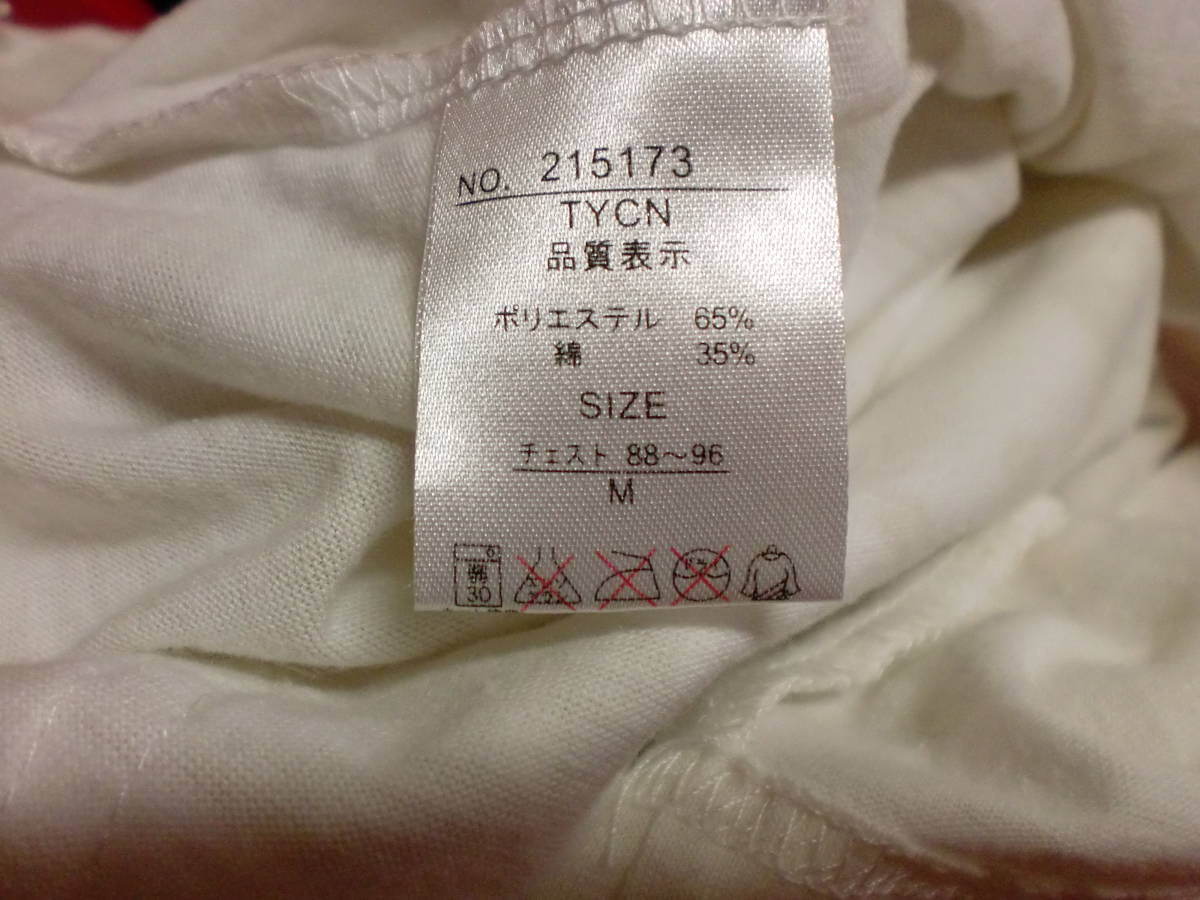 NO. 215173
TYCN
品質表示
ポリエステル 65%
綿 35%
SIZE
チェスト 88～96
M
弱 30